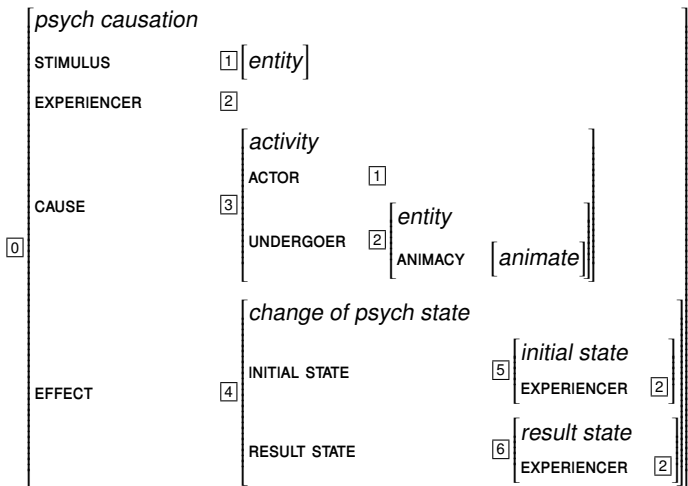 psych causation
STIMULUS 1 [entity]
EXPERIENCER 2
activity
ACTOR 1
CAUSE 3
entity
UNDERGOER 2
ANIMACY [animate]
0
change of psych state
initial state
INITIAL STATE 5
EXPERIENCER 2
EFFECT 4
result state
RESULT STATE 6
EXPERIENCER 2